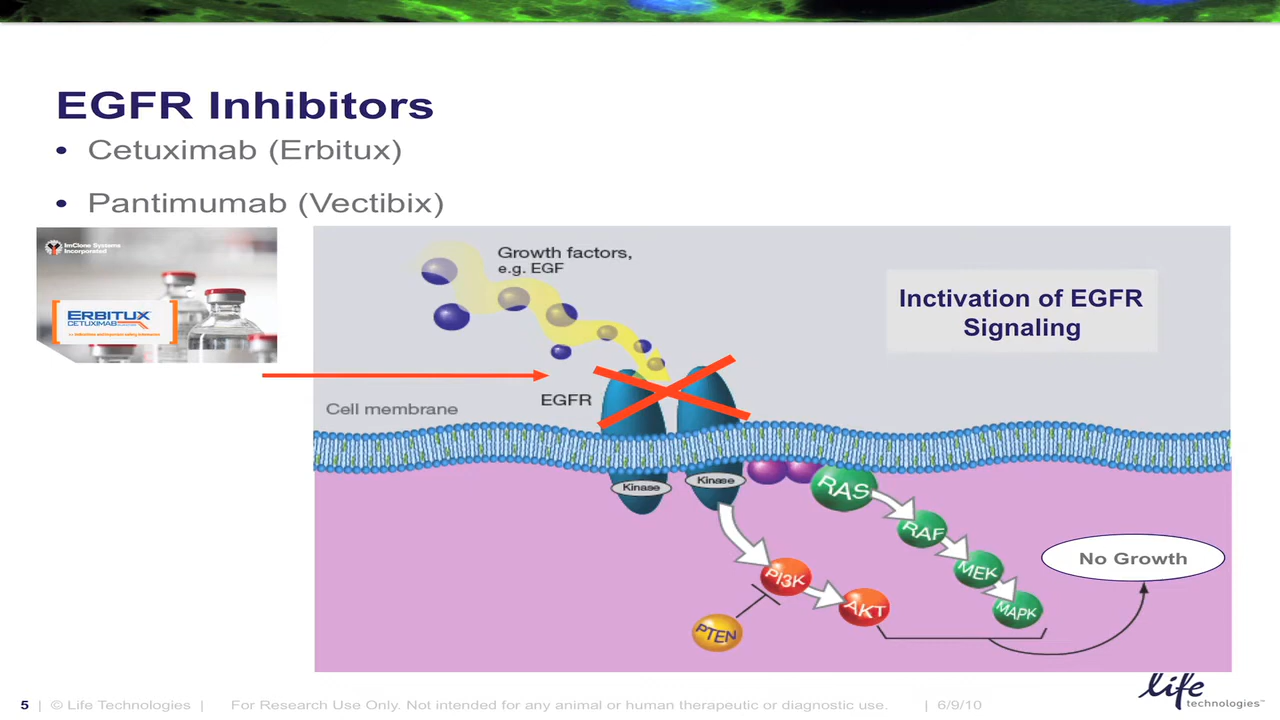 EGFR Inhibitors
• Cetuximab (Erbitux)
• Pantimumab (Vectibix)
ImClone Systems
Incorporated
ERBITUX
CETUXIMAB
Growth factors,
e.g. EGF
Inctivation of EGFR
Signaling
EGFR
Cell membrane
Kinase
Kinase
RAS
RAF
MEK
MAPK
PI3K
AKT
PTEN
No Growth
5 | © Life Technologies | For Research Use Only. Not intended for any animal or human therapeutic or diagnostic use. | 6/9/10
life
technologies™